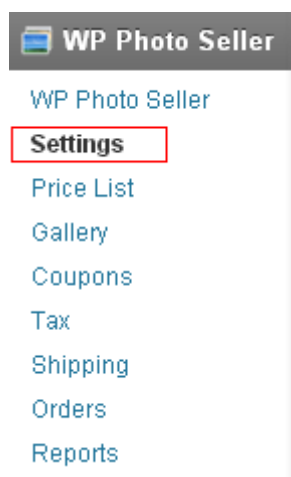 WP Photo Seller
WP Photo Seller
Settings
Price List
Gallery
Coupons
Tax
Shipping
Orders
Reports